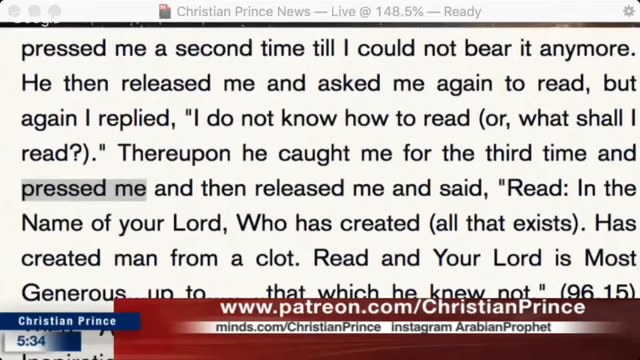 Christian Prince News — Live @ 148.5% — Ready
pressed me a second time till I could not bear it anymore.
He then released me and asked me again to read, but
again I replied, "I do not know how to read (or, what shall I
read?)." Thereupon he caught me for the third time and
pressed me and then released me and said, "Read: In the
Name of your Lord, Who has created (all that exists). Has
created man from a clot. Read and Your Lord is Most
Generous...up to ..... that which he knew not." (96.15)
www.patreon.com/ChristianPrince
Christian Prince
minds.com/ChristianPrince instagram ArabianProphet
5:34